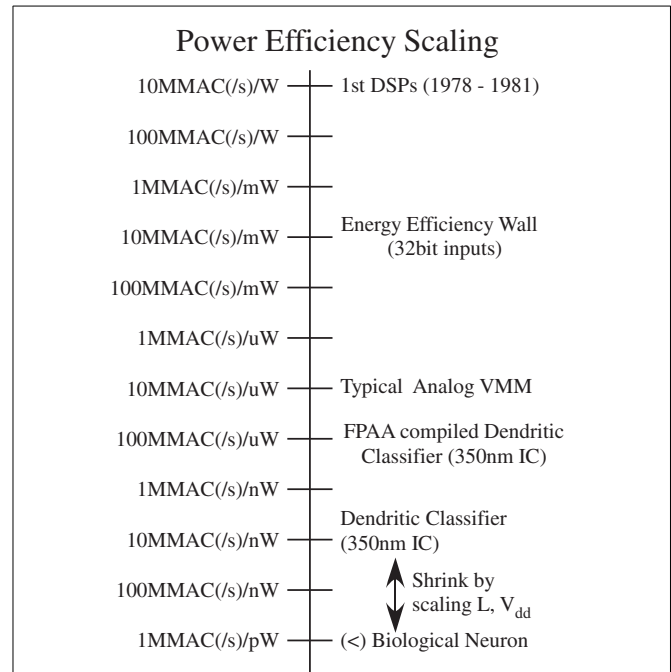 Power Efficiency Scaling
10MMAC(/s)/W
1st DSPs (1978 - 1981)
100MMAC(/s)/W
1MMAC(/s)/mW
10MMAC(/s)/mW
Energy Efficiency Wall
(32bit inputs)
100MMAC(/s)/mW
1MMAC(/s)/uW
10MMAC(/s)/uW
Typical Analog VMM
100MMAC(/s)/uW
FPAA compiled Dendritic
Classifier (350nm IC)
1MMAC(/s)/nW
10MMAC(/s)/nW
Dendritic Classifier
(350nm IC)
100MMAC(/s)/nW
Shrink by
scaling L, Vdd
1MMAC(/s)/pW
(<) Biological Neuron